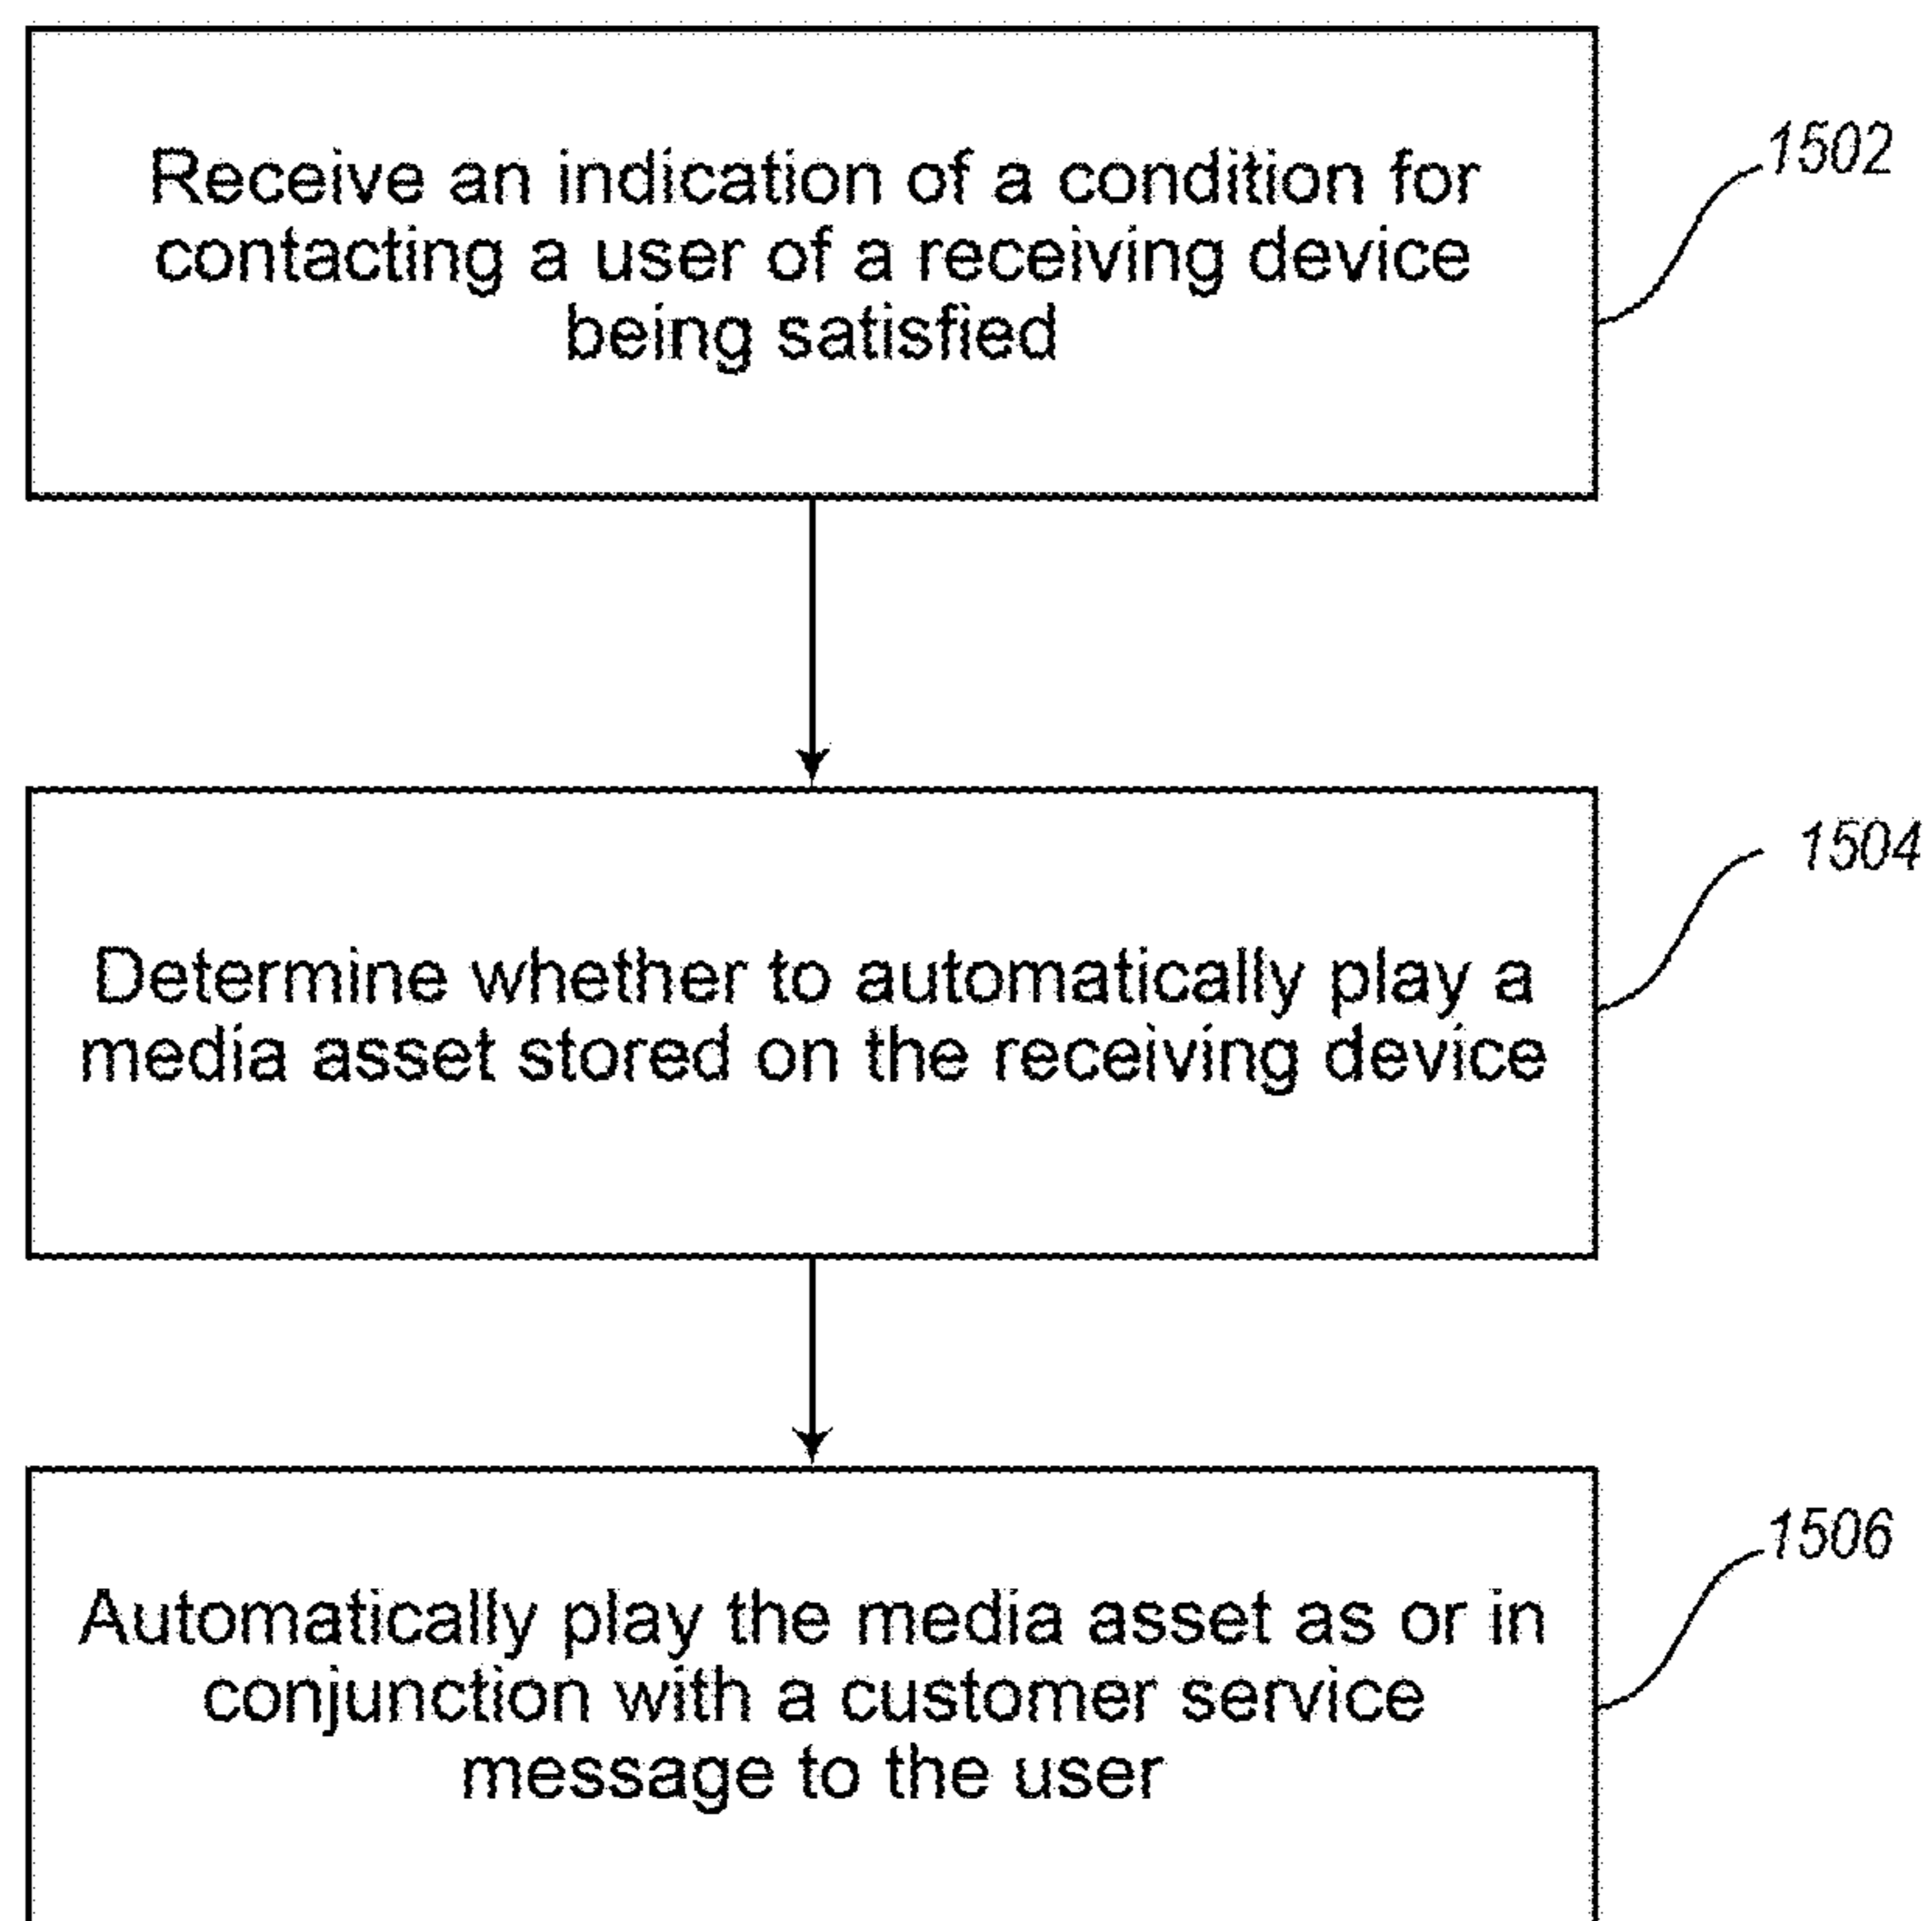 Receive an indication of a condition for
contacting a user of a receiving device
being satisfied
1502
Determine whether to automatically play a
media asset stored on the receiving device
1504
Automatically play the media asset as or in
conjunction with a customer service
message to the user
1506